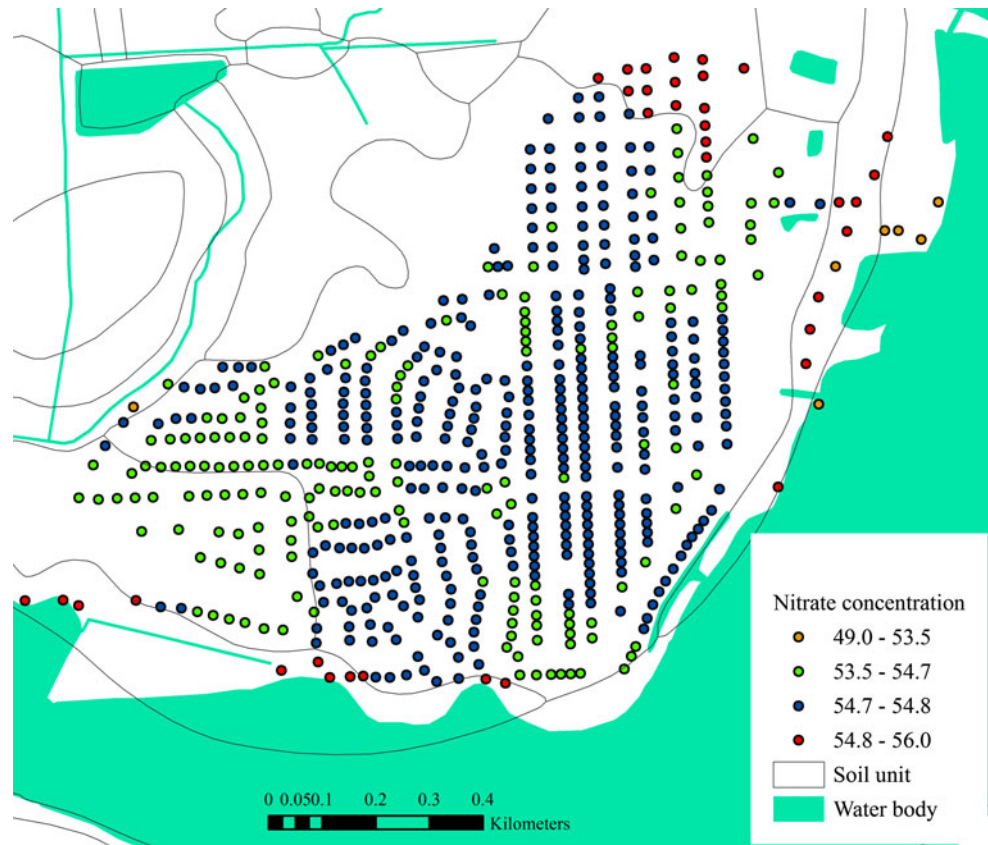 Nitrate concentration
49.0 - 53.5
53.5 - 54.7
54.7 - 54.8
54.8 - 56.0
Soil unit
Water body
0 0.050.1 0.2 0.3 0.4
Kilometers